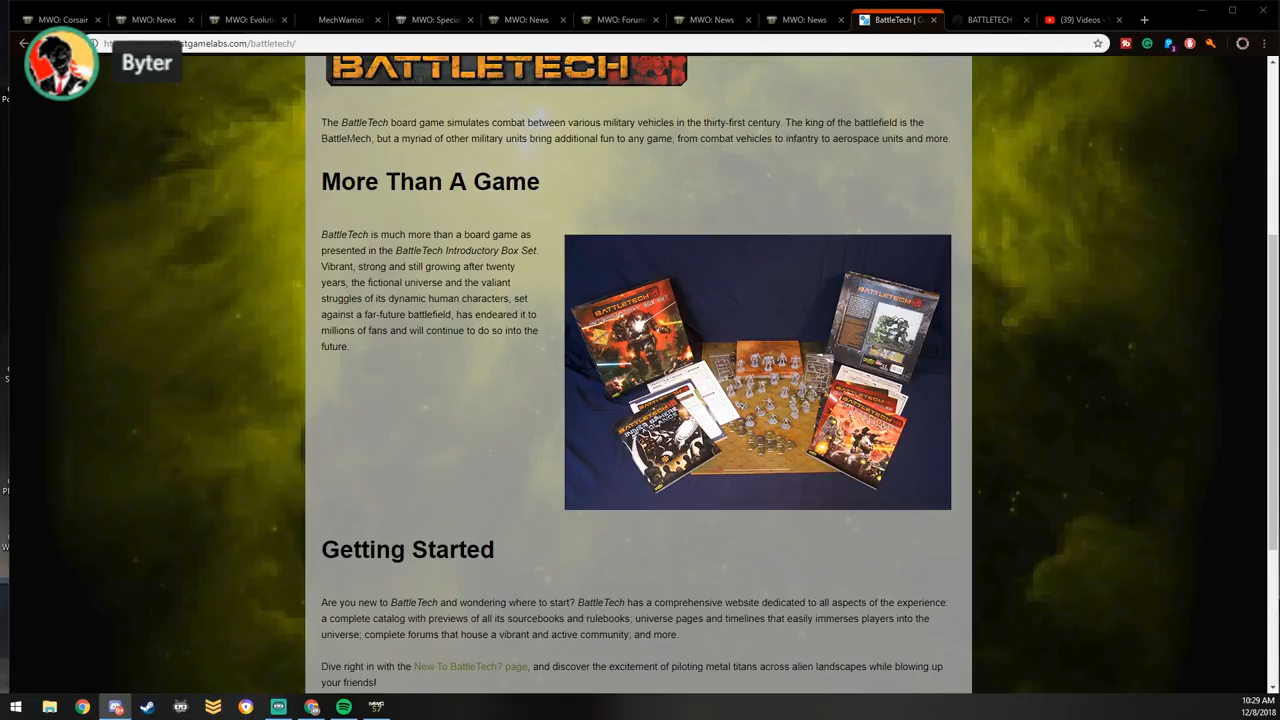 MWO: Corsair
MWO: News
MWO: Evoluti
MechWarrior
MWO: Special
MWO: News
MWO: Forum
MWO: News
MWO: News
BattleTech | C
BATTLETECH
(39) Videos -
stgamelabs.com/battletech/
Byter
BATTLETECH
The BattleTech board game simulates combat between various military vehicles in the thirty-first century. The king of the battlefield is the
BattleMech, but a myriad of other military units bring additional fun to any game, from combat vehicles to infantry to aerospace units and more.
More Than A Game
BattleTech is much more than a board game as
presented in the BattleTech Introductory Box Set.
Vibrant, strong and still growing after twenty
years, the fictional universe and the valiant
struggles of its dynamic human characters, set
against a far-future battlefield, has endeared it to
millions of fans and will continue to do so into the
future.
BATTLETECH
BATTLETECH
BATTLETECH
INNER SPHERE
BATTLETECH
Getting Started
Are you new to BattleTech and wondering where to start? BattleTech has a comprehensive website dedicated to all aspects of the experience:
a complete catalog with previews of all its sourcebooks and rulebooks; universe pages and timelines that easily immerses players into the
universe; complete forums that house a vibrant and active community; and more.
Dive right in with the New To BattleTech? page, and discover the excitement of piloting metal titans across alien landscapes while blowing up
your friends!
10:29 AM
12/8/2018